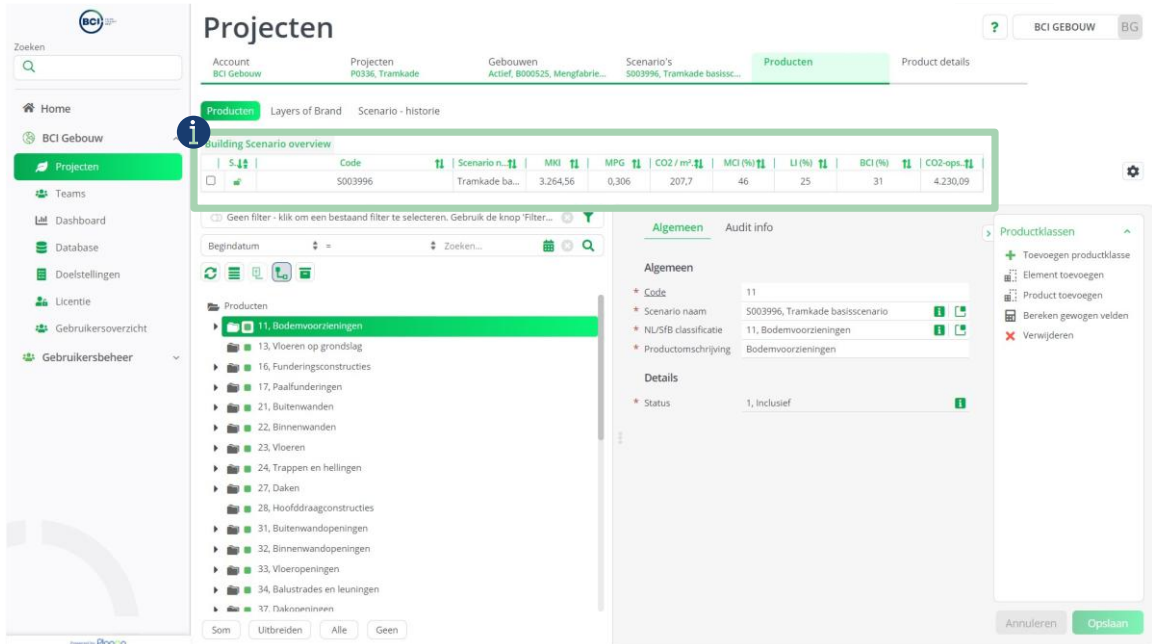 BCI
Projecten
?
BCI GEBOUW
BG
Zoeken
Account
BCI Gebouw
Projecten
P0336, Tramkade
Gebouwen
Actief, B000525, Mengfabrie...
Scenario's
S003996, Tramkade basissc...
Producten
Product details
Home
BCI Gebouw
Projecten
Teams
Dashboard
Database
Doelstellingen
Licentie
Gebruikersoverzicht
Gebruikersbeheer
Producten
Layers of Brand
Scenario - historie
i
Building Scenario overview
S.. Code Scenario n... MKI MPG CO2 / m². MCI (%) LI (%) BCI (%) CO2-ops..
S003996 Tramkade ba... 3.264,56 0,306 207,7 46 25 31 4.230,09
Geen filter - klik om een bestaand filter te selecteren. Gebruik de knop 'Filter...
Begindatum = Zoeken...
Producten
11, Bodemvoorzieningen
13, Vloeren op grondslag
16, Funderingsconstructies
17, Paalfunderingen
21, Buitenwanden
22, Binnenwanden
23, Vloeren
24, Trappen en hellingen
27, Daken
28, Hoofddraagconstructies
31, Buitenwandopeningen
32, Binnenwandopeningen
33, Vloeropeningen
34, Balustrades en leuningen
37, Dakopeningen
Som
Uitbreiden
Alle
Geen
Algemeen
Audit info
Algemeen
* Code 11
* Scenario naam S003996, Tramkade basisscenario
* NL/SfB classificatie 11, Bodemvoorzieningen
* Productomschrijving Bodemvoorzieningen
Details
* Status 1, Inclusief
Productklassen
Toevoegen productklasse
Element toevoegen
Product toevoegen
Bereken gewogen velden
Verwijderen
Annuleren
Opslaan